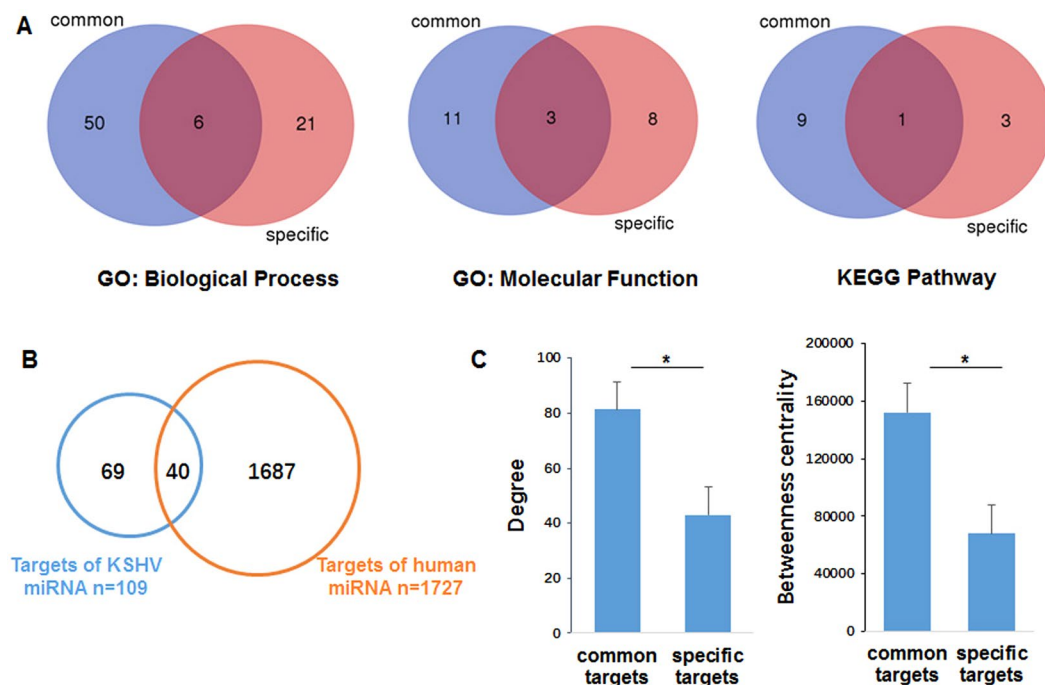 A
common
50
6
21
specific
GO: Biological Process
common
11
3
8
specific
GO: Molecular Function
common
9
1
3
specific
KEGG Pathway
B
69
40
1687
Targets of KSHV
miRNA n=109
Targets of human
miRNA n=1727
C
Degree
100
80
60
40
20
0
*
common
targets
specific
targets
Betweenness centrality
200000
160000
120000
80000
40000
0
*
common
targets
specific
targets